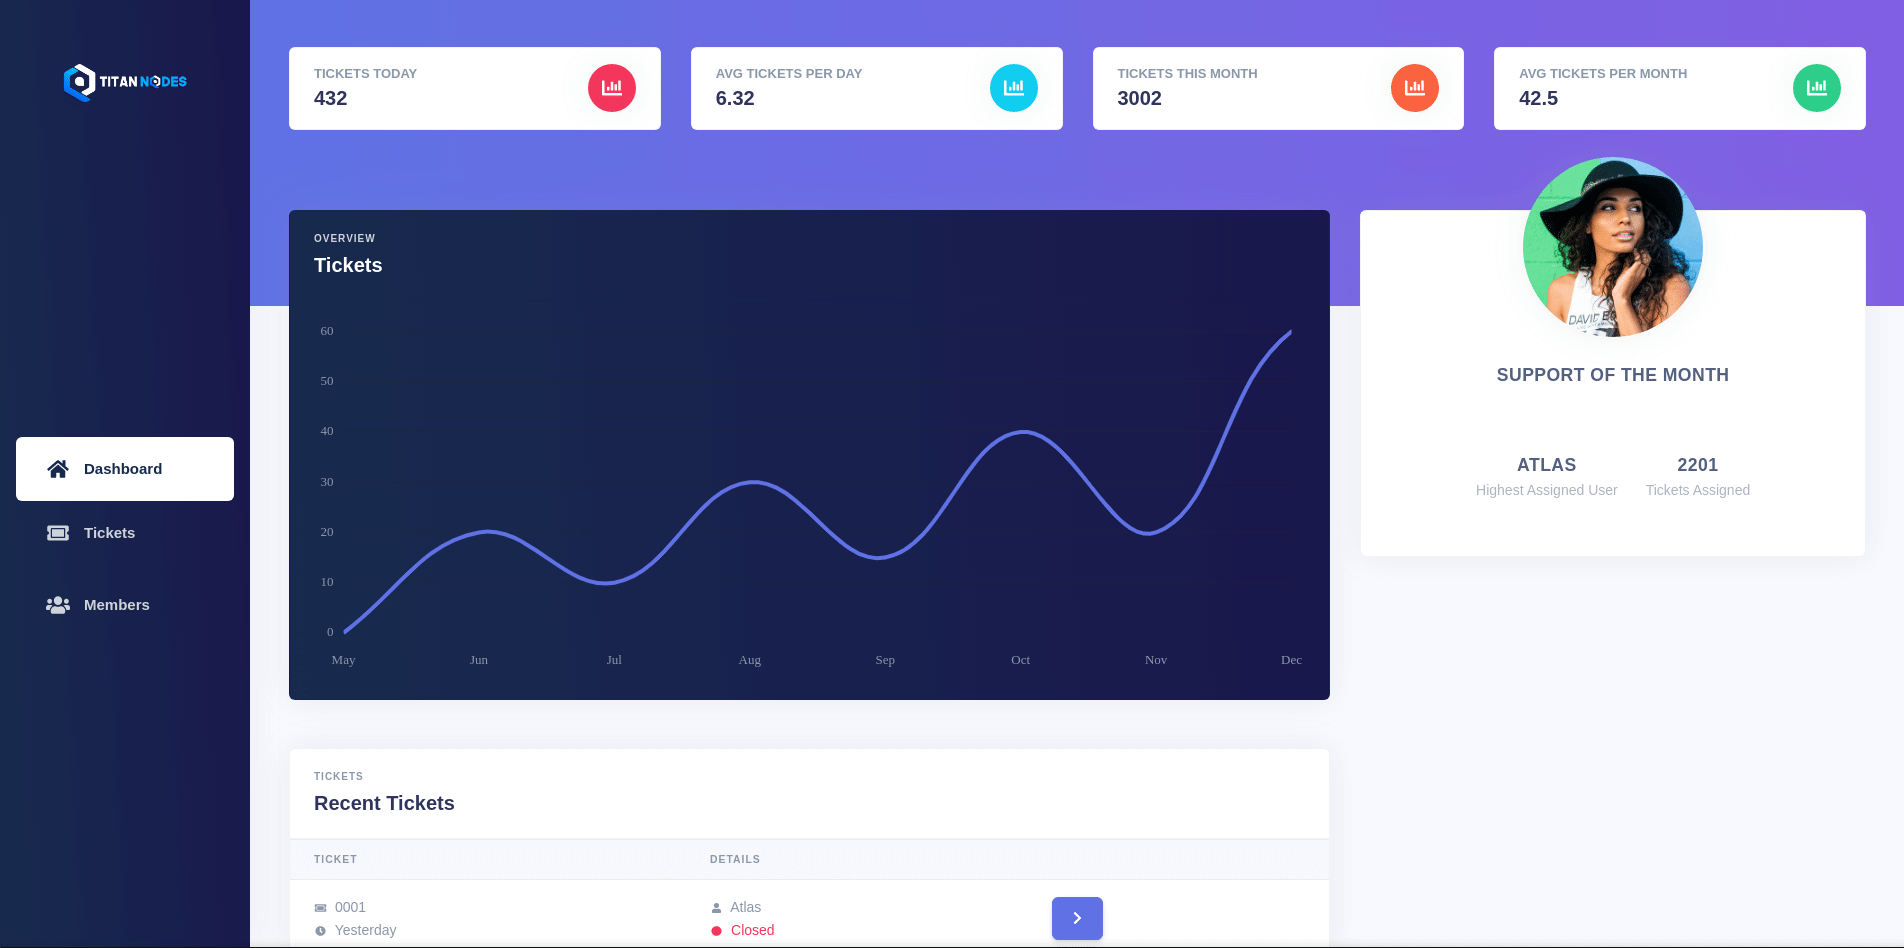 TITAN NODES
Dashboard
Tickets
Members
TICKETS TODAY
432
AVG TICKETS PER DAY
6.32
TICKETS THIS MONTH
3002
AVG TICKETS PER MONTH
42.5
OVERVIEW
Tickets
60
50
40
30
20
10
0
May Jun Jul Aug Sep Oct Nov Dec
DAVID
SUPPORT OF THE MONTH
ATLAS
Highest Assigned User
2201
Tickets Assigned
TICKETS
Recent Tickets
TICKET DETAILS
0001 Atlas
Yesterday Closed